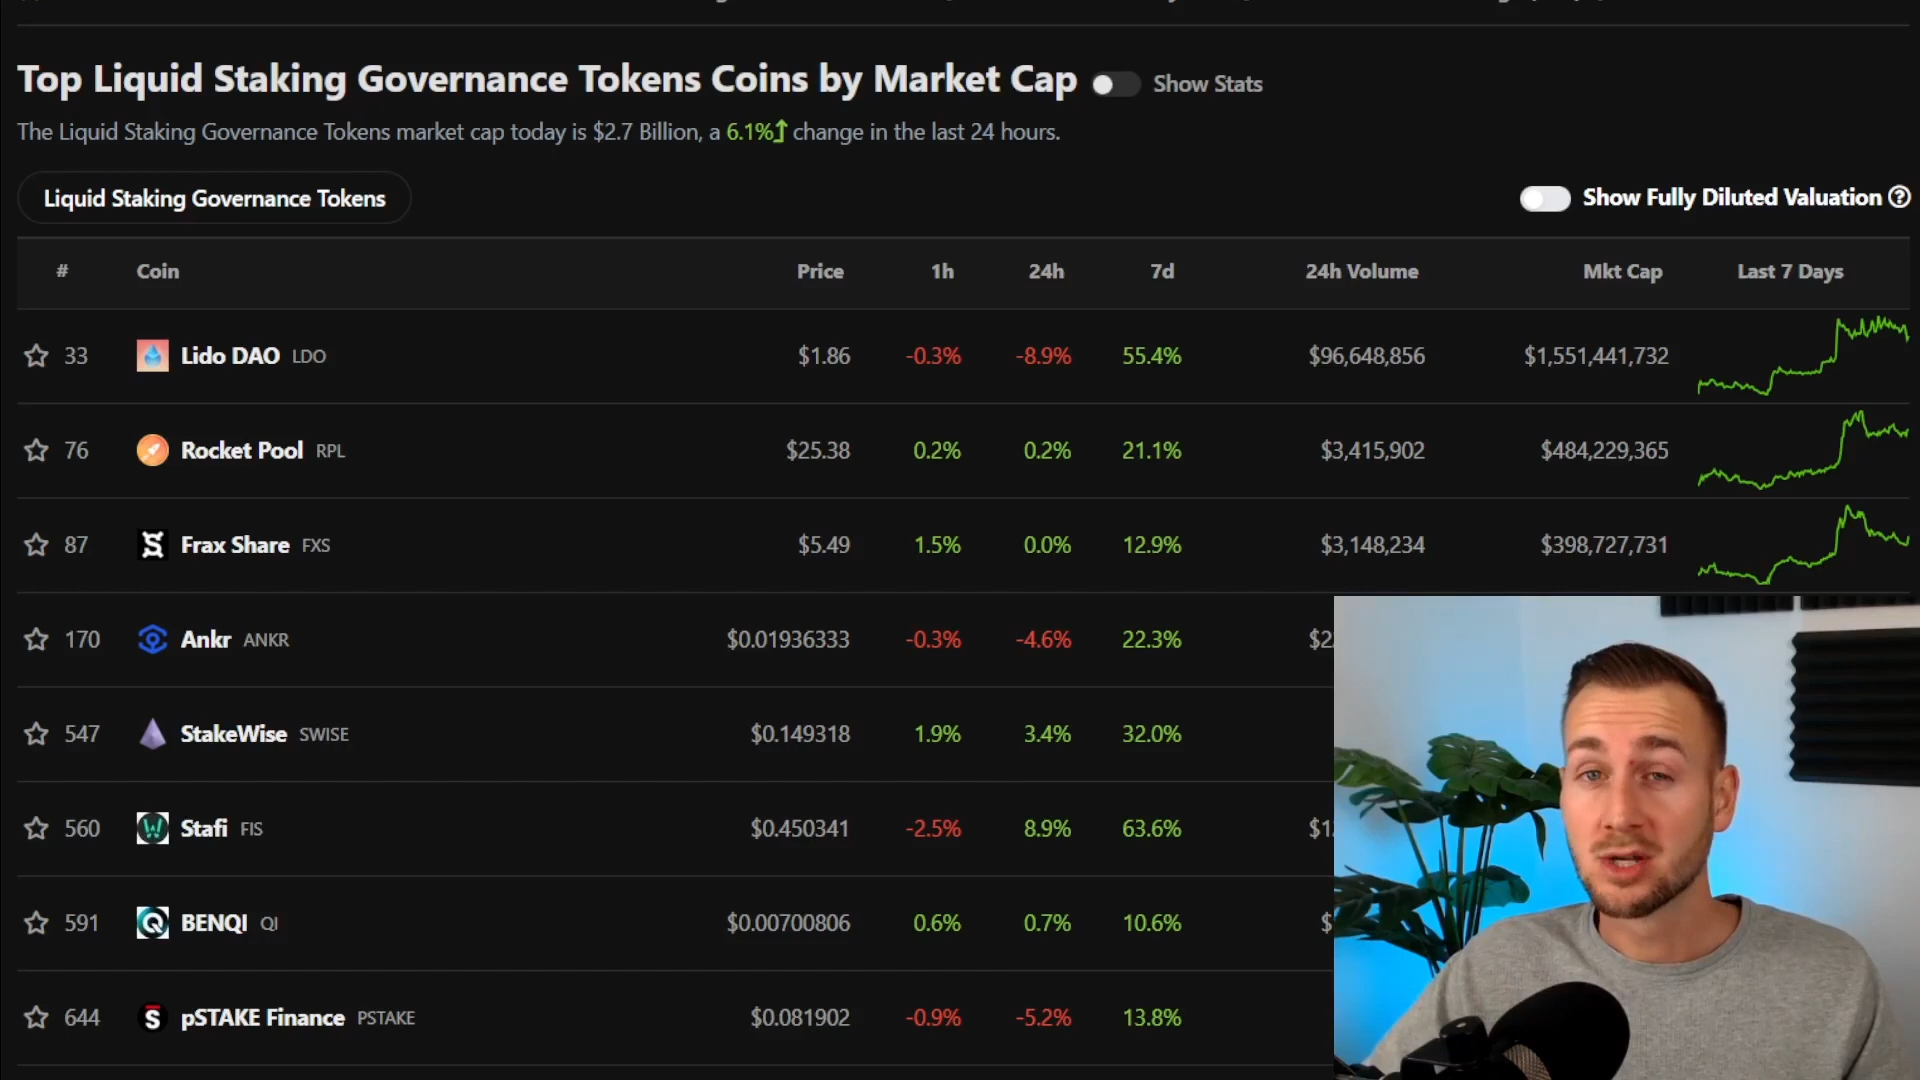 Top Liquid Staking Governance Tokens Coins by Market Cap Show Stats
The Liquid Staking Governance Tokens market cap today is $2.7 Billion, a 6.1% change in the last 24 hours.
Liquid Staking Governance Tokens Show Fully Diluted Valuation ?
# Coin Price 1h 24h 7d 24h Volume Mkt Cap Last 7 Days
33 Lido DAO LDO $1.86 -0.3% -8.9% 55.4% $96,648,856 $1,551,441,732
76 Rocket Pool RPL $25.38 0.2% 0.2% 21.1% $3,415,902 $484,229,365
87 Frax Share FXS $5.49 1.5% 0.0% 12.9% $3,148,234 $398,727,731
170 Ankr ANKR $0.01936333 -0.3% -4.6% 22.3% $2
547 StakeWise SWISE $0.149318 1.9% 3.4% 32.0%
560 Stafi FIS $0.450341 -2.5% 8.9% 63.6% $1
591 BENQI QI $0.00700806 0.6% 0.7% 10.6% $
644 pSTAKE Finance PSTAKE $0.081902 -0.9% -5.2% 13.8%